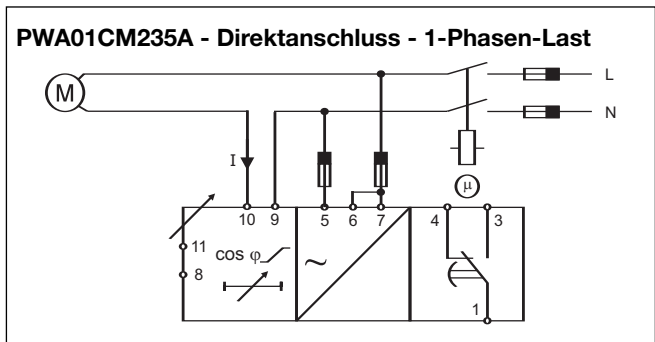 PWA01CM235A - Direktanschluss - 1-Phasen-Last
L
M
N
I
µ
10 9 5 6 7 4 3
11
cos φ
~
8
1